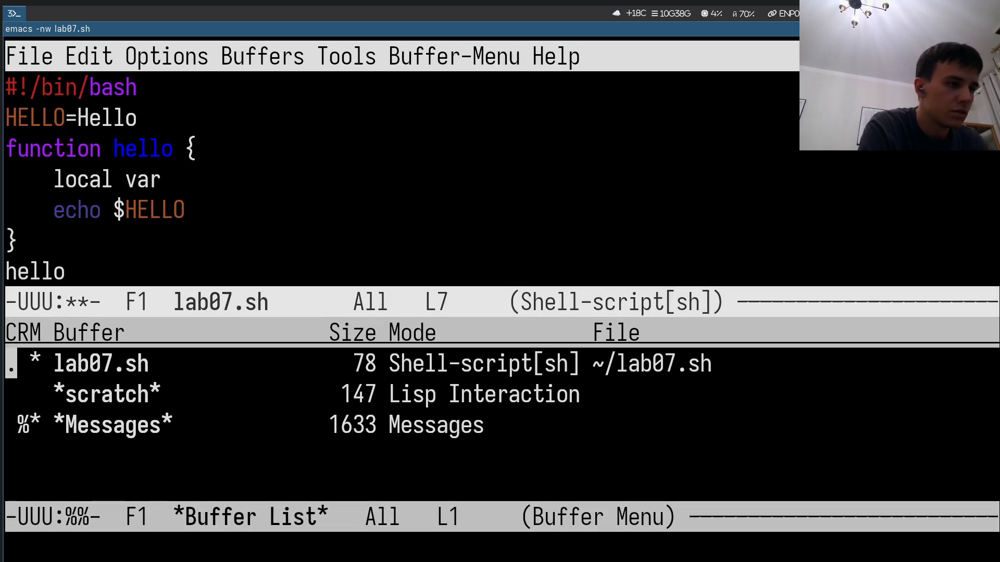 3>_ +18C 10G38G 4% й 70% ENP0
emacs -nw lab07.sh
File Edit Options Buffers Tools Buffer-Menu Help
#!/bin/bash
HELLO=Hello
function hello {
    local var
    echo $HELLO
}
hello
-UUU:**-  F1  lab07.sh       All   L7     (Shell-script[sh])
CRM Buffer                 Size Mode             File
. * lab07.sh                 78 Shell-script[sh] ~/lab07.sh
    *scratch*               147 Lisp Interaction
 %* *Messages*             1633 Messages
-UUU:%%-  F1  *Buffer List*   All   L1     (Buffer Menu)